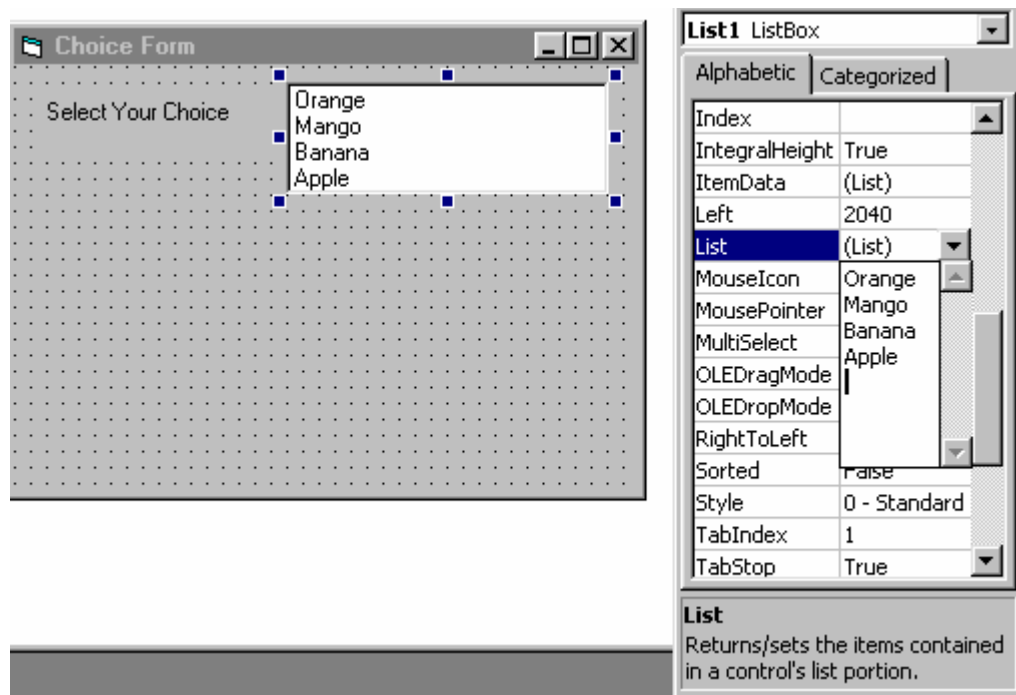 Choice Form
Select Your Choice
Orange
Mango
Banana
Apple
List1 ListBox
Alphabetic Categorized
Index
IntegralHeight True
ItemData (List)
Left 2040
List (List)
MouseIcon
MousePointer
MultiSelect
OLEDragMode
OLEDropMode
RightToLeft
Orange
Mango
Banana
Apple
Sorted False
Style 0 - Standard
TabIndex 1
TabStop True
List
Returns/sets the items contained
in a control's list portion.